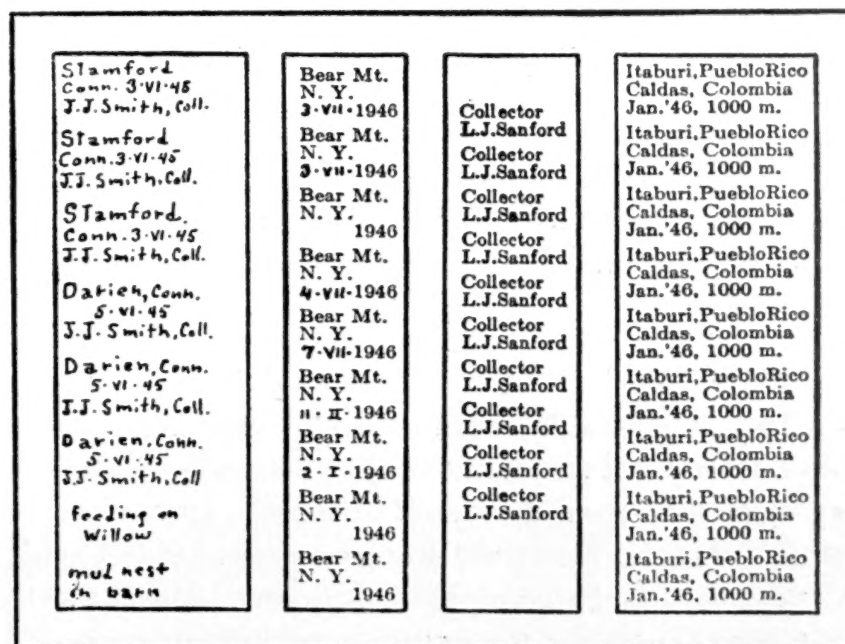 Stamford
Conn. 3·VI·45
J.J. Smith, Coll.
Stamford
Conn. 3·VI·45
J.J. Smith, Coll.
Stamford.
Conn. 3·VI·45
J.J. Smith, Coll.
Darien, Conn.
5·VI·45
J.J. Smith, Coll.
Darien, Conn.
5·VI·45
J.J. Smith, Coll.
Darien, Conn.
5·VI·45
J.J. Smith, Coll
feeding on
Willow
mud nest
in barn
Bear Mt.
N. Y.
3·VII·1946
Bear Mt.
N. Y.
3·VII·1946
Bear Mt.
N. Y.
1946
Bear Mt.
N. Y.
4·VII·1946
Bear Mt.
N. Y.
7·VII·1946
Bear Mt.
N. Y.
11·II·1946
Bear Mt.
N. Y.
2·I·1946
Bear Mt.
N. Y.
1946
Bear Mt.
N. Y.
1946
Collector
L.J.Sanford
Collector
L.J.Sanford
Collector
L.J.Sanford
Collector
L.J.Sanford
Collector
L.J.Sanford
Collector
L.J.Sanford
Collector
L.J.Sanford
Collector
L.J.Sanford
Collector
L.J.Sanford
Collector
L.J.Sanford
Itaburi,PuebloRico
Caldas, Colombia
Jan.'46, 1000 m.
Itaburi,PuebloRico
Caldas, Colombia
Jan.'46, 1000 m.
Itaburi,PuebloRico
Caldas, Colombia
Jan.'46, 1000 m.
Itaburi,PuebloRico
Caldas, Colombia
Jan.'46, 1000 m.
Itaburi,PuebloRico
Caldas, Colombia
Jan.'46, 1000 m.
Itaburi,PuebloRico
Caldas, Colombia
Jan.'46, 1000 m.
Itaburi,PuebloRico
Caldas, Colombia
Jan.'46, 1000 m.
Itaburi,PuebloRico
Caldas, Colombia
Jan.'46, 1000 m.
Itaburi,PuebloRico
Caldas, Colombia
Jan.'46, 1000 m.